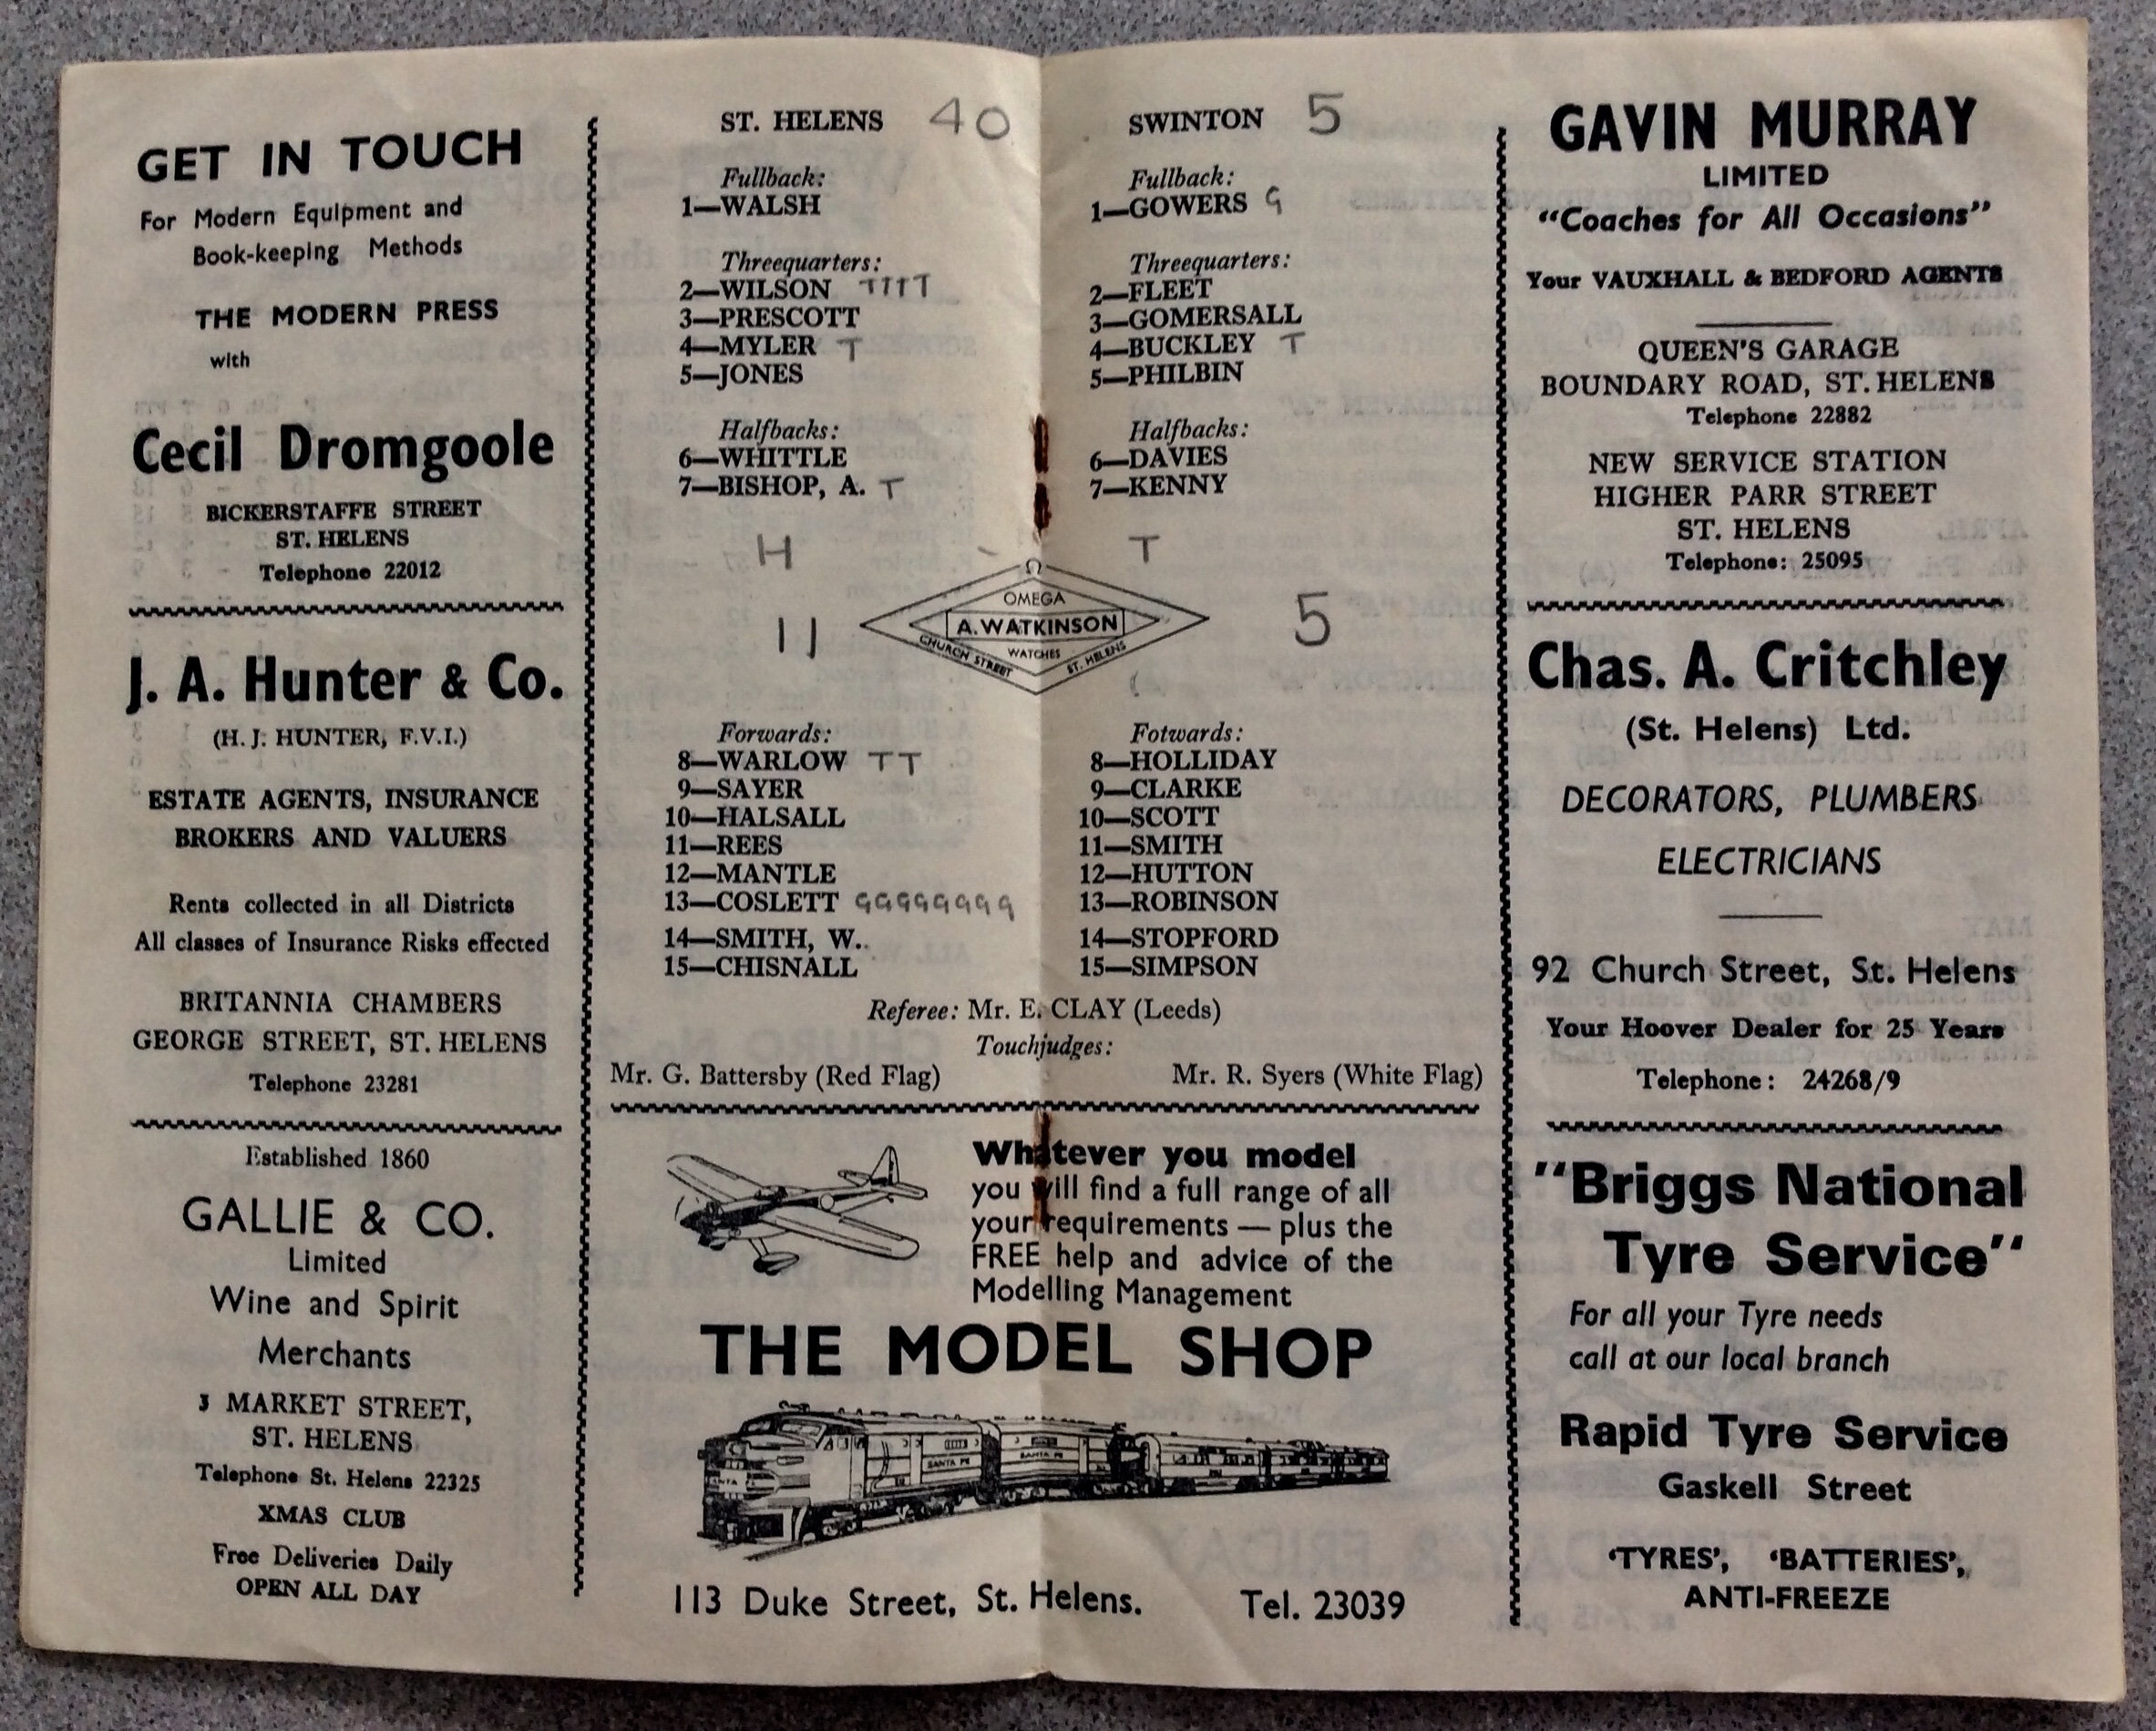 GET IN TOUCH
For Modern Equipment and
Book-keeping Methods
THE MODERN PRESS
with
Cecil Dromgoole
BICKERSTAFFE STREET
ST. HELENS
Telephone 22012
J. A. Hunter & Co.
(H. J. HUNTER, F.V.I.)
ESTATE AGENTS, INSURANCE
BROKERS AND VALUERS
Rents collected in all Districts
All classes of Insurance Risks effected
BRITANNIA CHAMBERS
GEORGE STREET, ST. HELENS
Telephone 23281
Established 1860
GALLIE & CO.
Limited
Wine and Spirit
Merchants
3 MARKET STREET,
ST. HELENS
Telephone St. Helens 22325
XMAS CLUB
Free Deliveries Daily
OPEN ALL DAY
ST. HELENS 40
Fullback:
1—WALSH
Threequarters:
2—WILSON TTTT
3—PRESCOTT
4—MYLER T
5—JONES
Halfbacks:
6—WHITTLE
7—BISHOP, A. T
H T
11 5
Forwards:
8—WARLOW TT
9—SAYER
10—HALSALL
11—REES
12—MANTLE
13—COSLETT GGGGGGGG
14—SMITH, W.
15—CHISNALL
SWINTON 5
Fullback:
1—GOWERS G
Threequarters:
2—FLEET
3—GOMERSALL
4—BUCKLEY T
5—PHILBIN
Halfbacks:
6—DAVIES
7—KENNY
Ω
OMEGA
A. WATKINSON
WATCHES
CHURCH STREET ST. HELENS
Fotwards:
8—HOLLIDAY
9—CLARKE
10—SCOTT
11—SMITH
12—HUTTON
13—ROBINSON
14—STOPFORD
15—SIMPSON
Referee: Mr. E. CLAY (Leeds)
Touchjudges:
Mr. G. Battersby (Red Flag) Mr. R. Syers (White Flag)
Whatever you model
you will find a full range of all
your requirements — plus the
FREE help and advice of the
Modelling Management
THE MODEL SHOP
SANTA FE SANTA FE
113 Duke Street, St. Helens. Tel. 23039
GAVIN MURRAY
LIMITED
"Coaches for All Occasions"
Your VAUXHALL & BEDFORD AGENTS
QUEEN'S GARAGE
BOUNDARY ROAD, ST. HELENS
Telephone 22882
NEW SERVICE STATION
HIGHER PARR STREET
ST. HELENS
Telephone: 25095
Chas. A. Critchley
(St. Helens) Ltd.
DECORATORS, PLUMBERS
ELECTRICIANS
92 Church Street, St. Helens
Your Hoover Dealer for 25 Years
Telephone: 24268/9
"Briggs National
Tyre Service"
For all your Tyre needs
call at our local branch
Rapid Tyre Service
Gaskell Street
'TYRES', 'BATTERIES',
ANTI-FREEZE